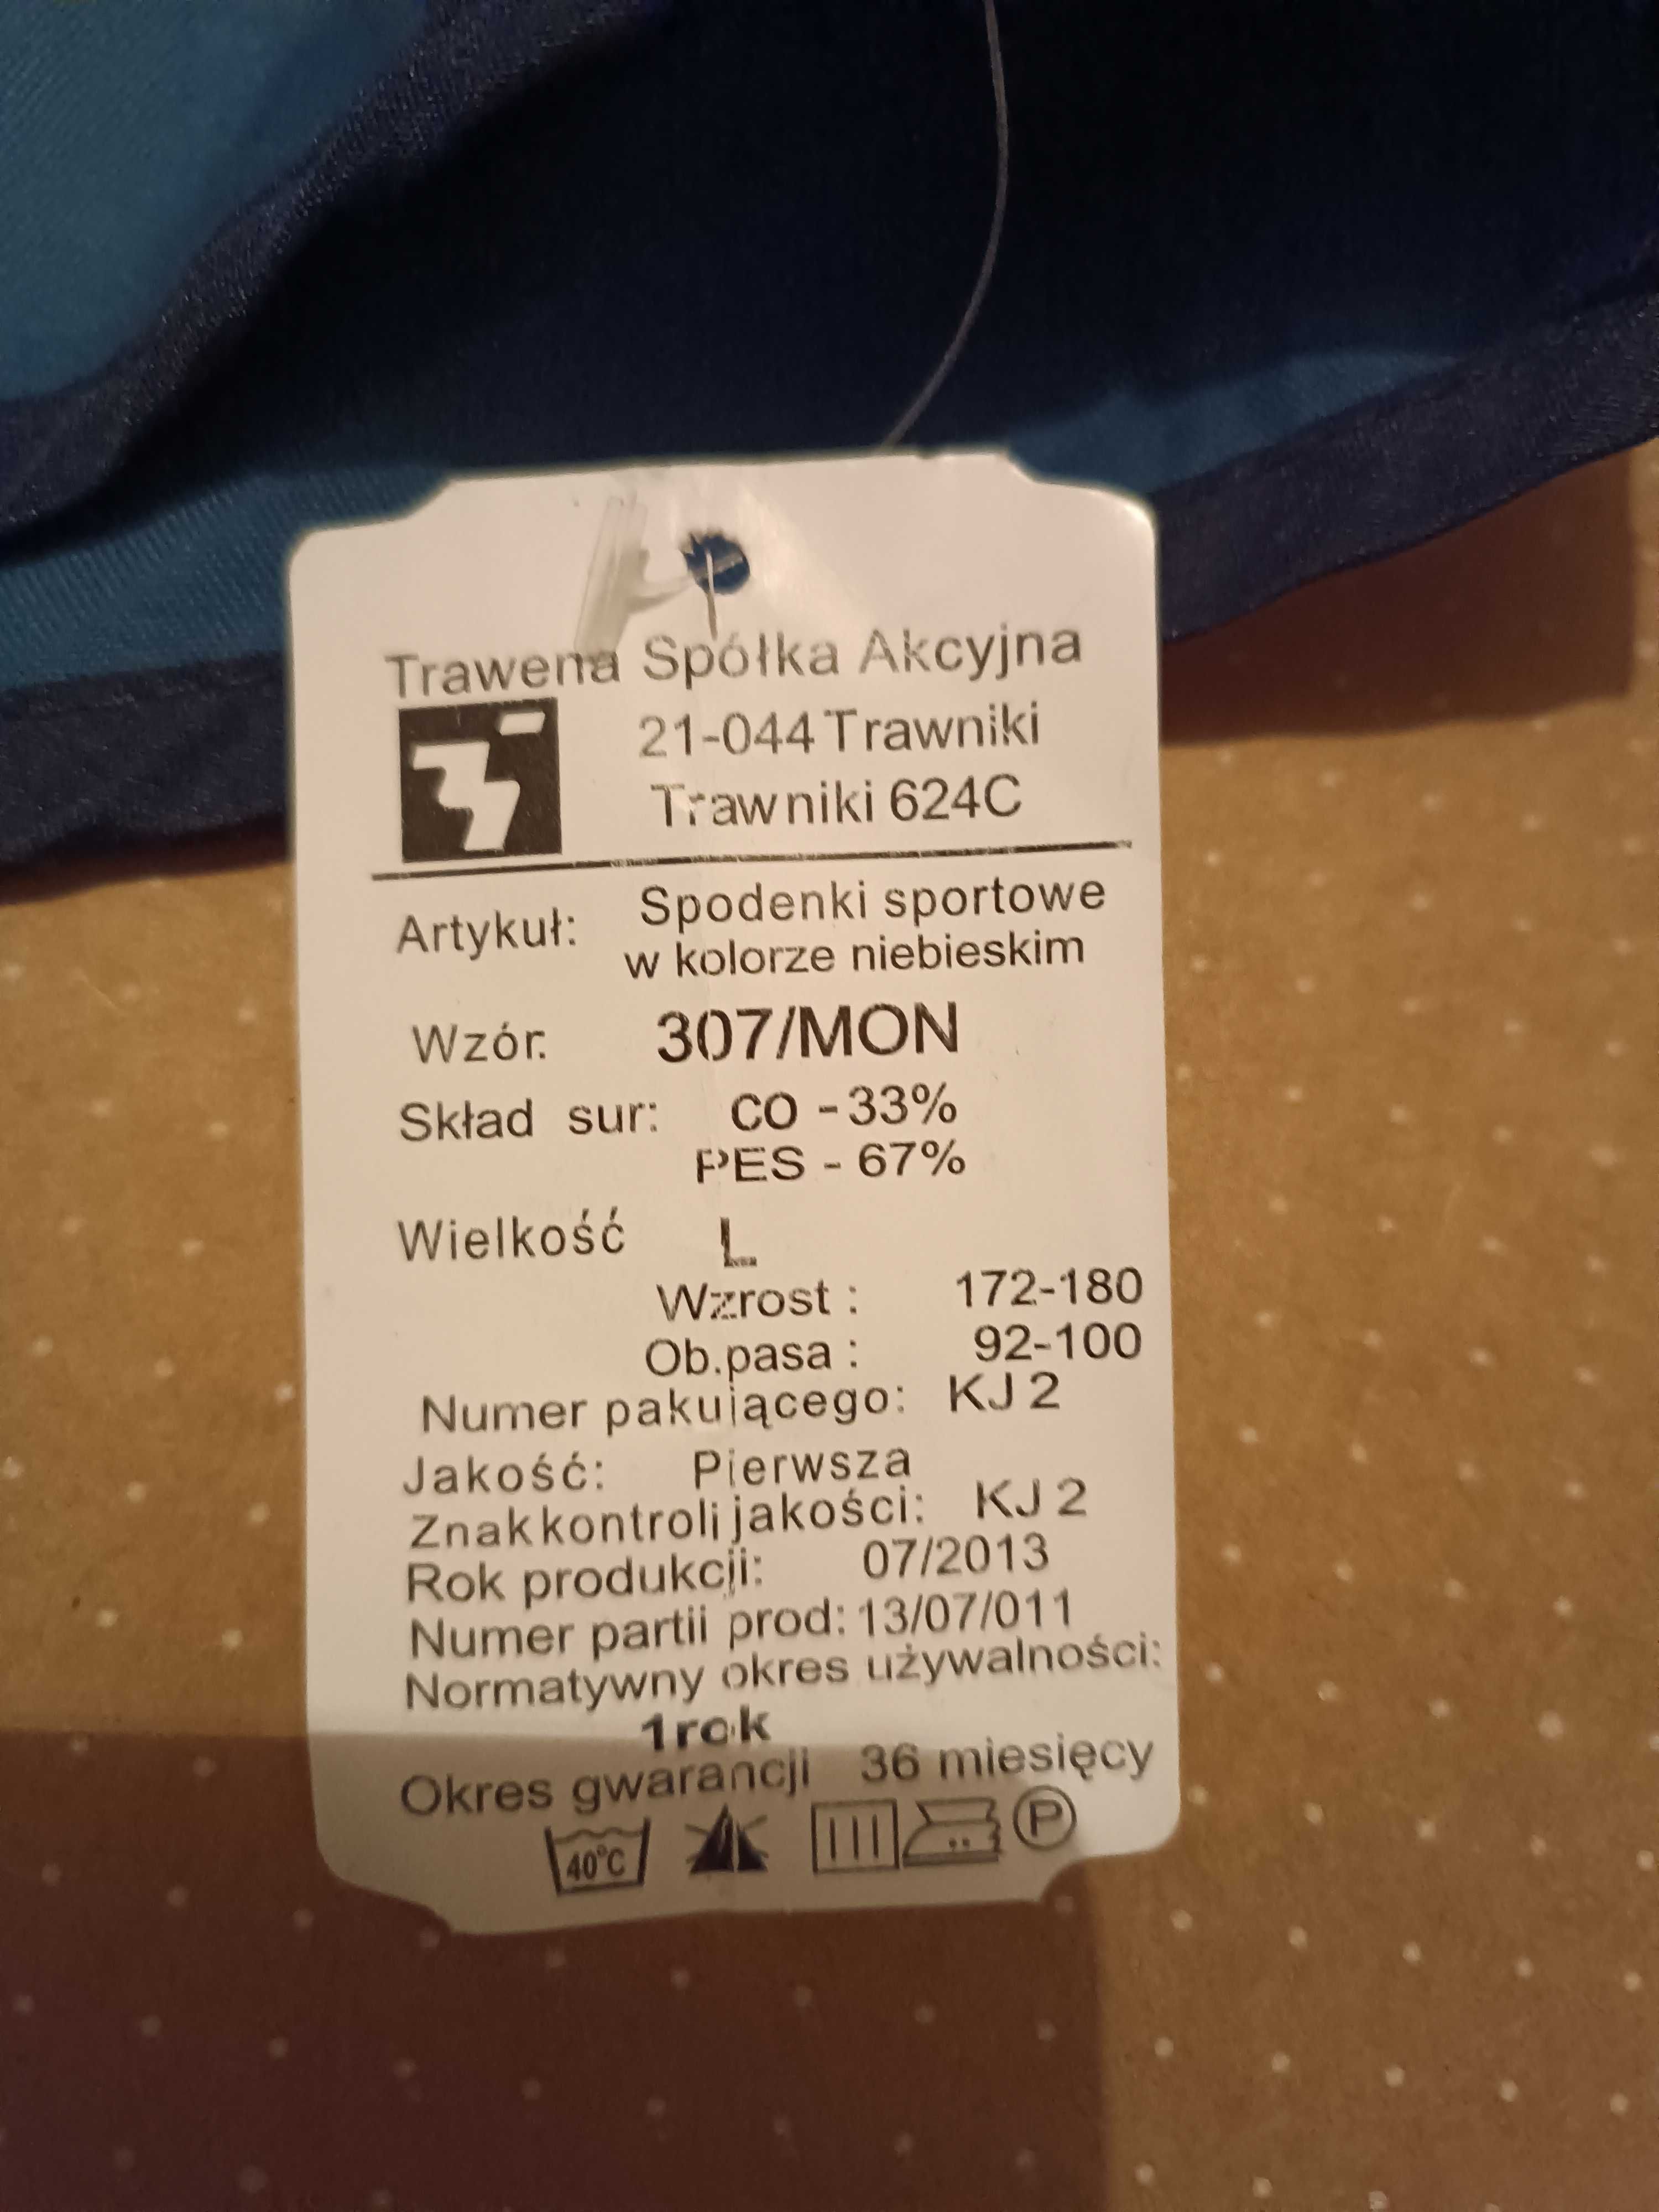 Trawena Spółka Akcyjna
21-044 Trawniki
Trawniki 624C
Artykuł: Spodenki sportowe
w kolorze niebieskim
Wzór: 307/MON
Skład sur: CO - 33%
PES - 67%
Wielkość L
Wzrost : 172-180
Ob.pasa : 92-100
Numer pakującego: KJ 2
Jakość: Pierwsza
Znak kontroli jakości: KJ 2
Rok produkcji: 07/2013
Numer partii prod: 13/07/011
Normatywny okres używalności:
1 rok
Okres gwarancji 36 miesięcy
40°C P